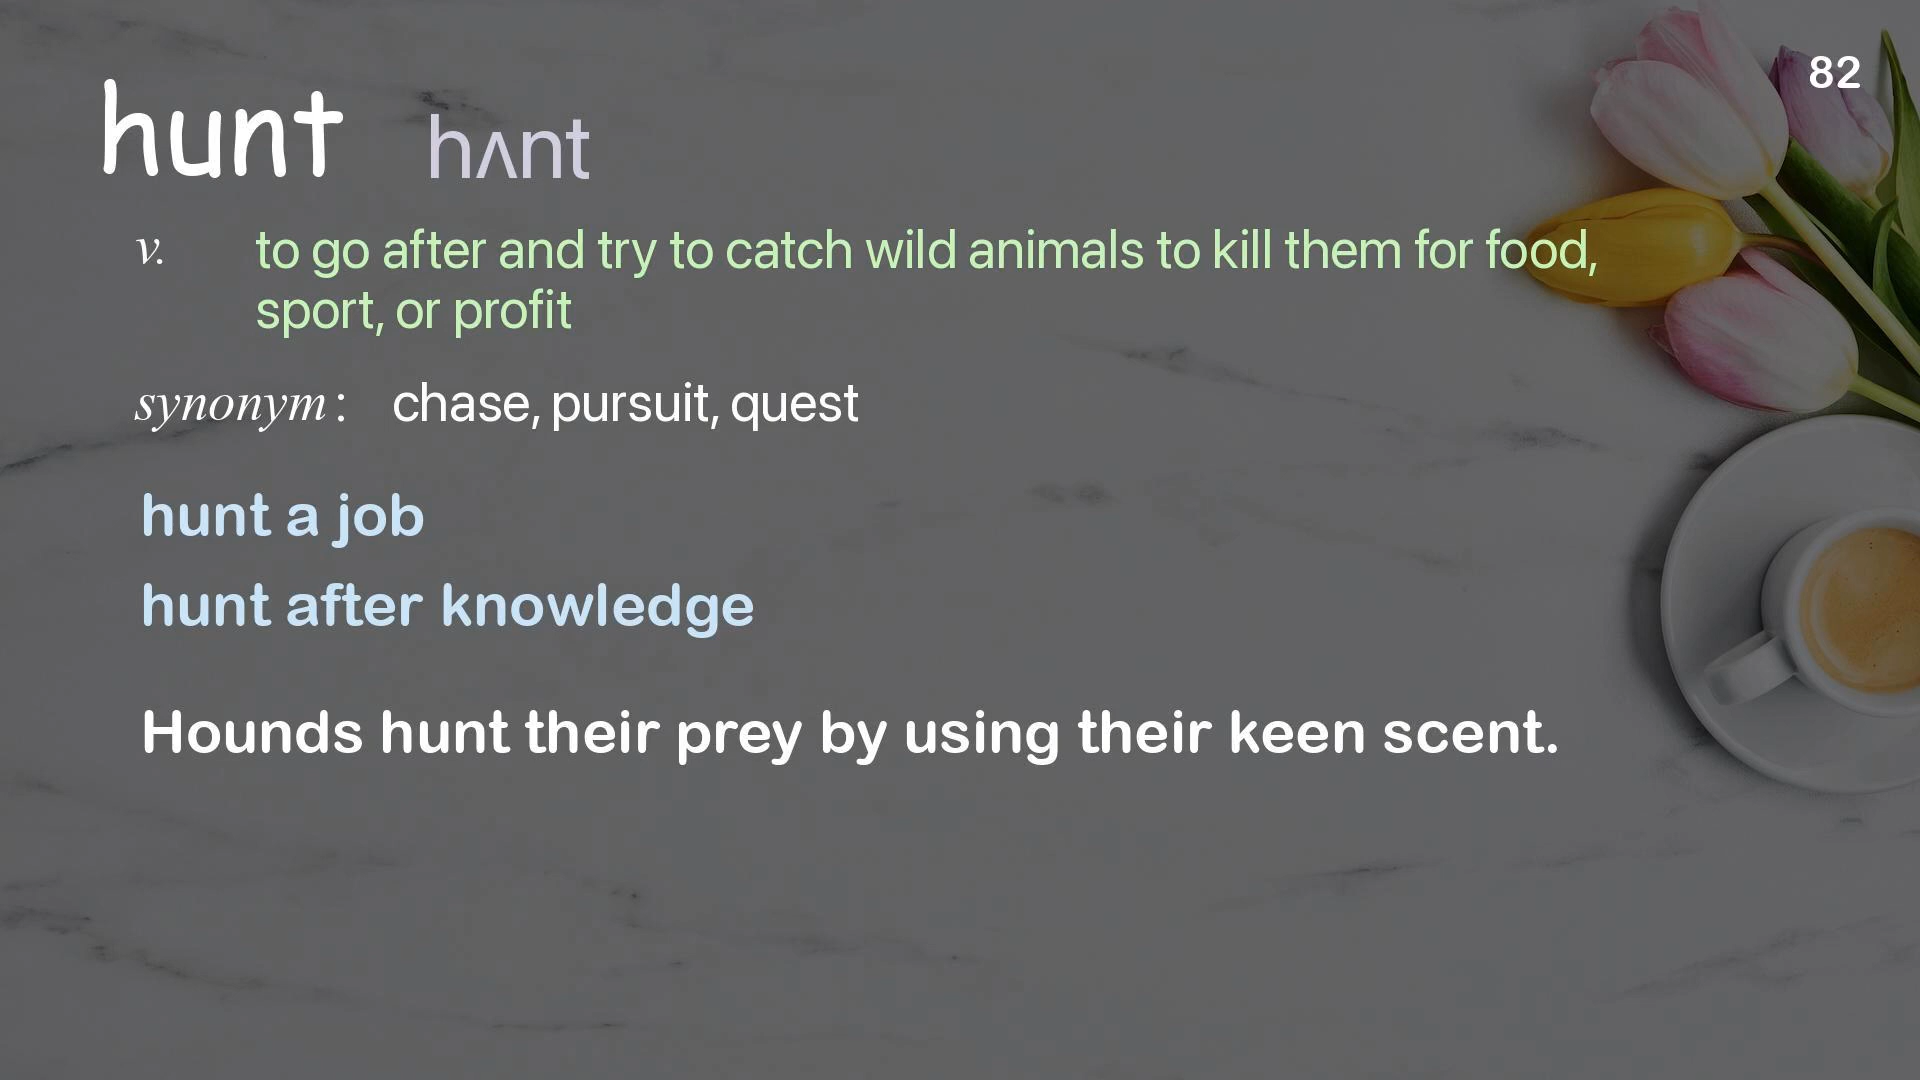 82
hunt hʌnt
v. to go after and try to catch wild animals to kill them for food,
sport, or profit
synonym: chase, pursuit, quest
hunt a job
hunt after knowledge
Hounds hunt their prey by using their keen scent.